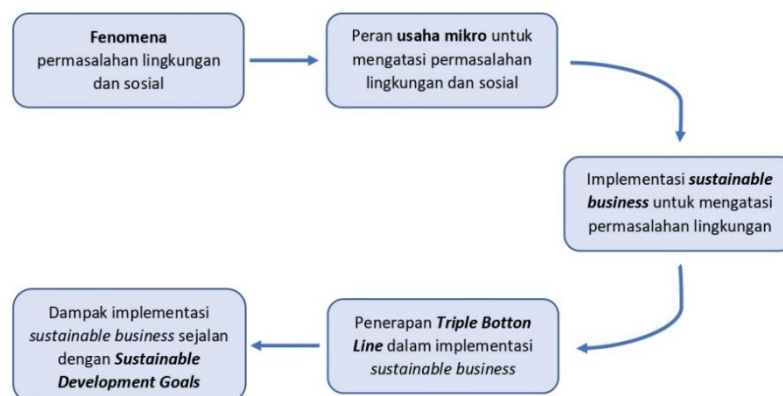 Fenomena
permasalahan lingkungan
dan sosial
Peran usaha mikro untuk
mengatasi permasalahan
lingkungan dan sosial
Implementasi sustainable
business untuk mengatasi
permasalahan lingkungan
Penerapan Triple Botton
Line dalam implementasi
sustainable business
Dampak implementasi
sustainable business sejalan
dengan Sustainable
Development Goals